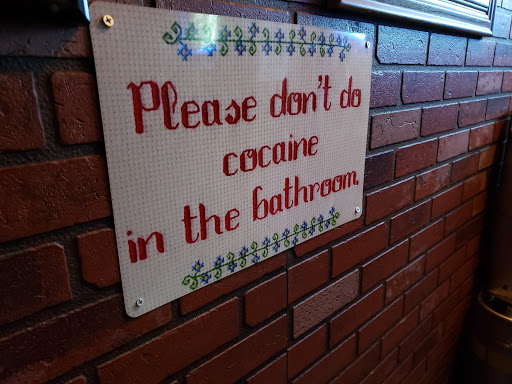 Please don't do
cocaine
in the bathroom.